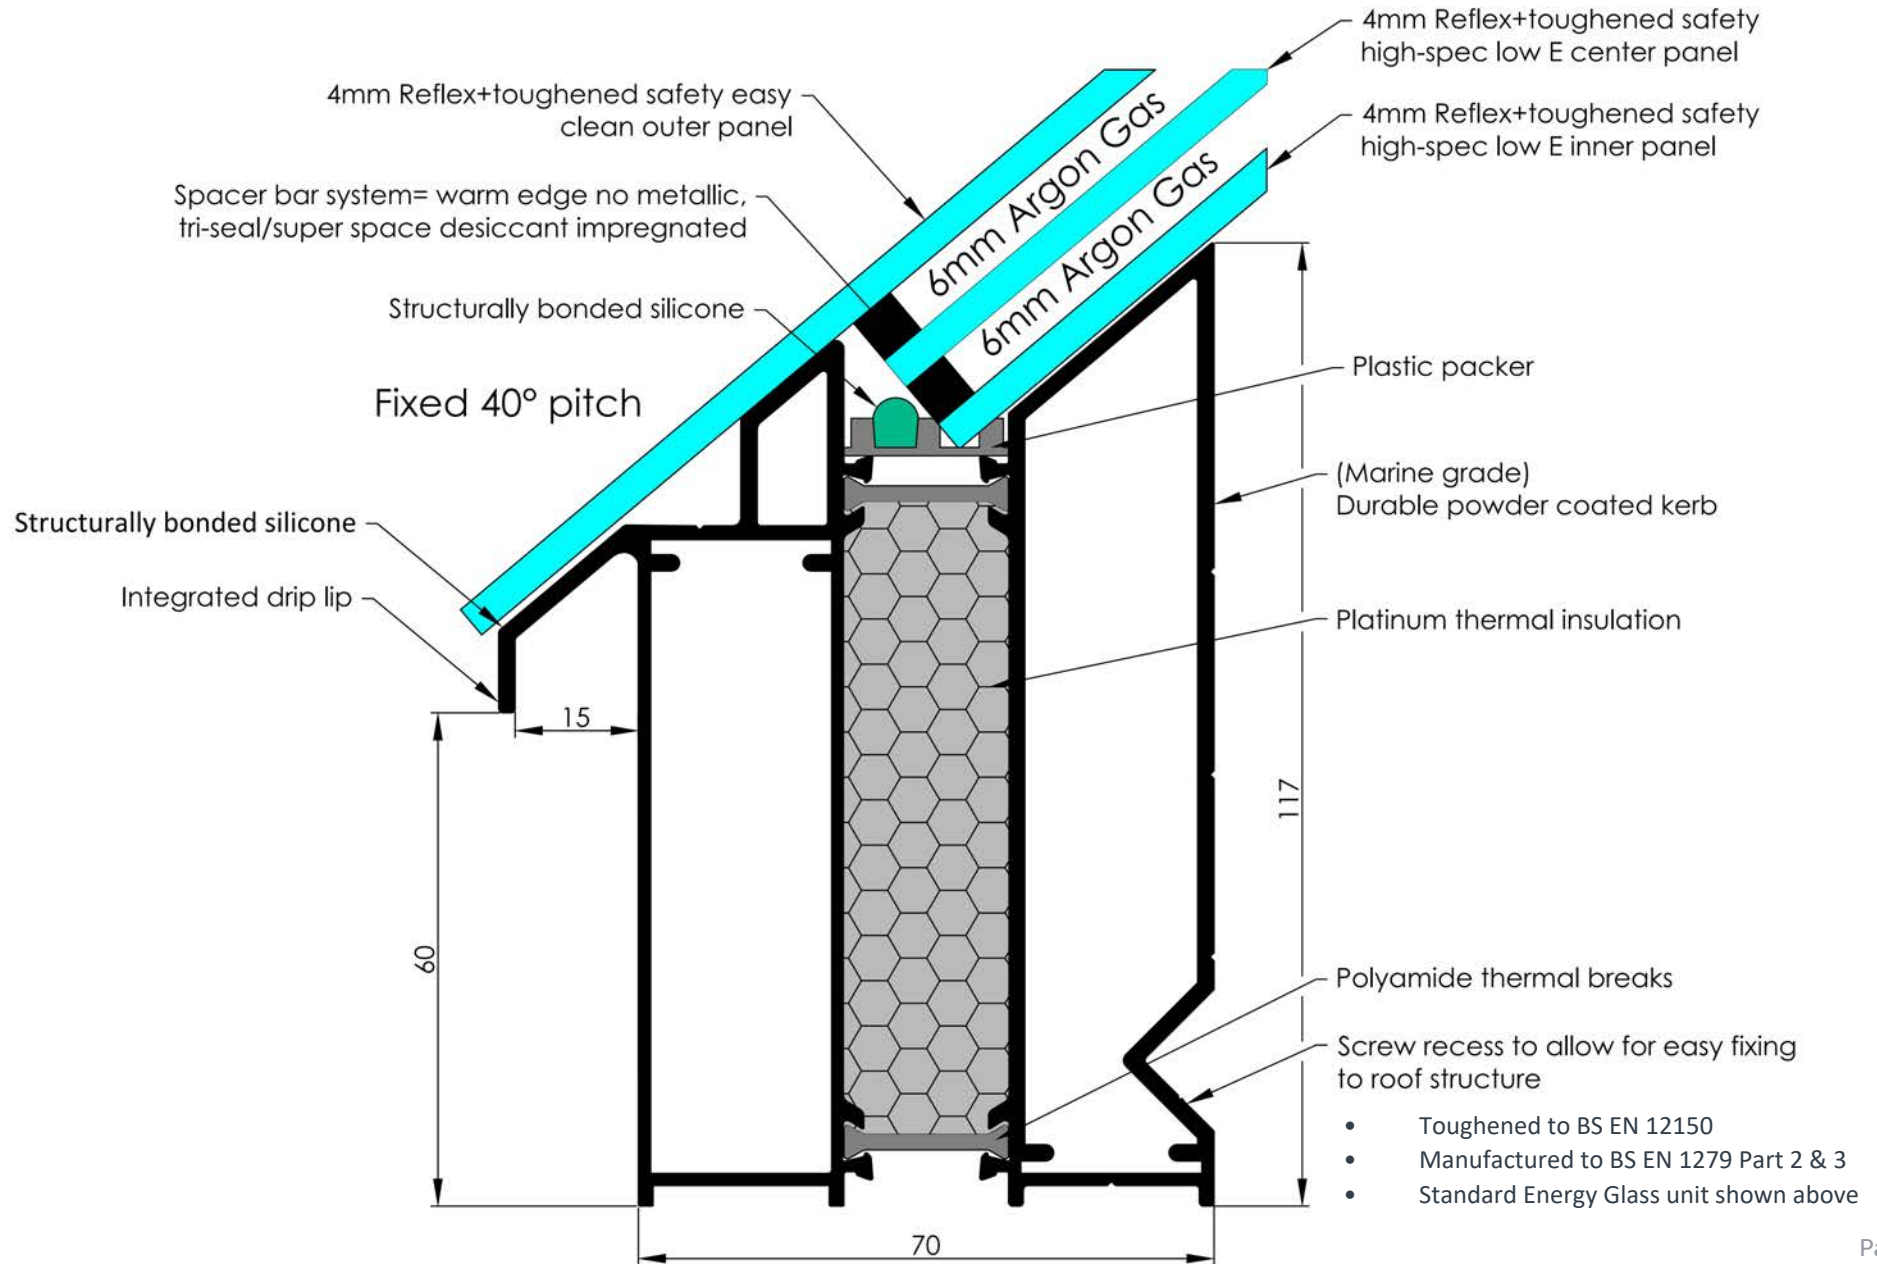 4mm Reflex+toughened safety
high-spec low E center panel
4mm Reflex+toughened safety easy
clean outer panel
4mm Reflex+toughened safety
high-spec low E inner panel
6mm Argon Gas
6mm Argon Gas
Spacer bar system= warm edge no metallic,
tri-seal/super space desiccant impregnated
Structurally bonded silicone
Plastic packer
Fixed 40° pitch
(Marine grade)
Durable powder coated kerb
Structurally bonded silicone
Integrated drip lip
Platinum thermal insulation
15
117
60
Polyamide thermal breaks
Screw recess to allow for easy fixing
to roof structure
• Toughened to BS EN 12150
• Manufactured to BS EN 1279 Part 2 & 3
• Standard Energy Glass unit shown above
70